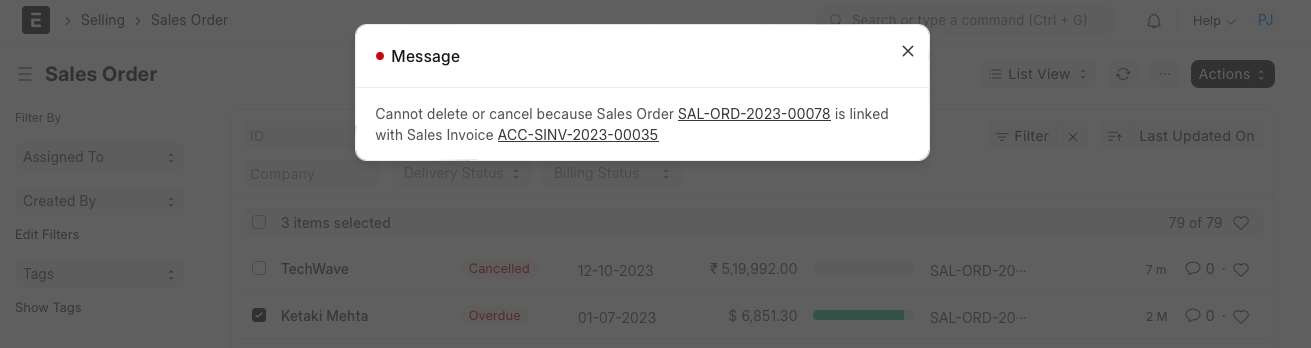 E Selling Sales Order Search or type a command (Ctrl + G) Help PJ
Message
Sales Order List View ··· Actions
Cannot delete or cancel because Sales Order SAL-ORD-2023-00078 is linked
with Sales Invoice ACC-SINV-2023-00035
Filter By
ID Filter Last Updated On
Assigned To
Company Delivery Status Billing Status
Created By
3 items selected 79 of 79
Edit Filters
Tags TechWave Cancelled 12-10-2023 ₹ 5,19,992.00 SAL-ORD-20··· 7 m 0 ·
Show Tags
Ketaki Mehta Overdue 01-07-2023 $ 6,851.30 SAL-ORD-20··· 2 M 0 ·